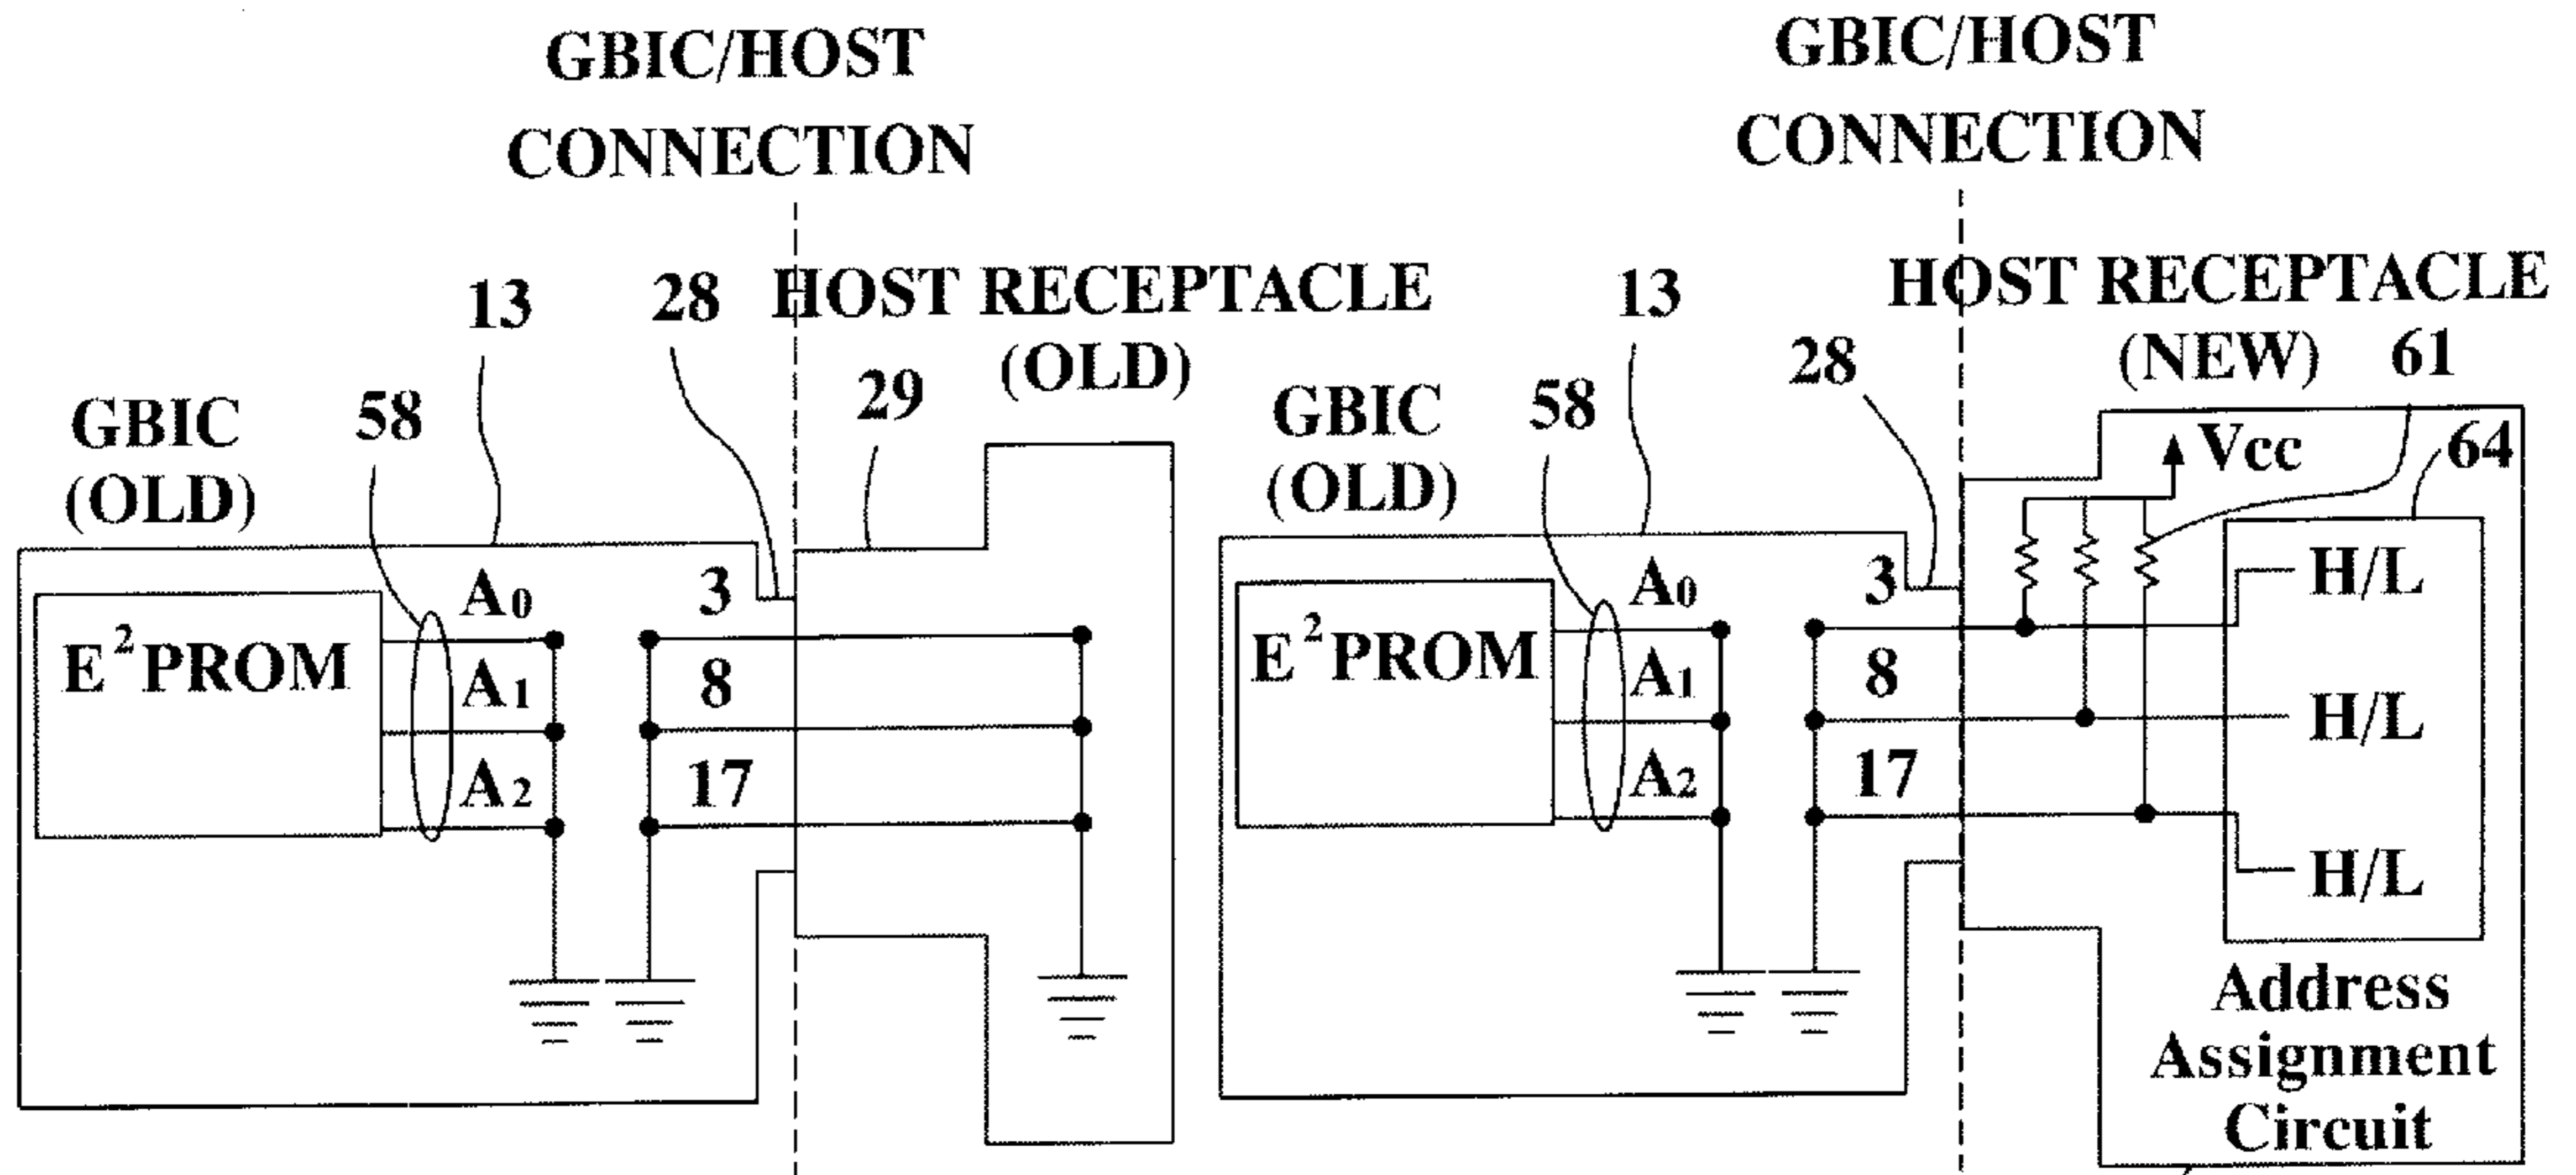 GBIC/HOST
CONNECTION
HOST RECEPTACLE
(OLD)
13
28
29
58
GBIC
(OLD)
E²PROM
A0
A1
A2
3
8
17
GBIC/HOST
CONNECTION
HOST RECEPTACLE
(NEW)
13
28
61
58
64
GBIC
(OLD)
Vcc
E²PROM
A0
A1
A2
3
8
17
H/L
H/L
H/L
Address
Assignment
Circuit